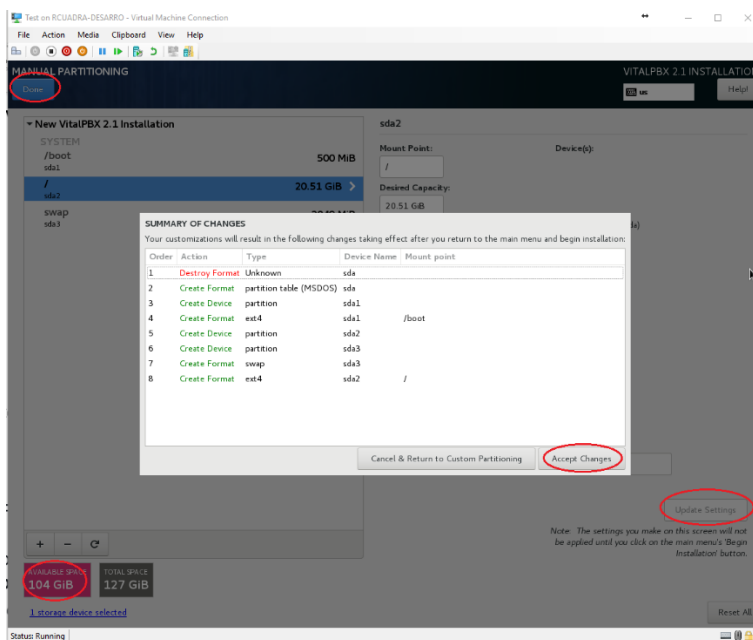 Test on RCUADRA-DESARRO - Virtual Machine Connection
File Action Media Clipboard View Help
MANUAL PARTITIONING
VITALPBX 2.1 INSTALLATION
Done
us
Help!
New VitalPBX 2.1 Installation
sda2
SYSTEM
/boot
500 MiB
sda1
Mount Point:
Device(s):
/
/
20.51 GiB
sda2
Desired Capacity:
20.51 GiB
swap
2048 MiB
sda3
SUMMARY OF CHANGES
Your customizations will result in the following changes taking effect after you return to the main menu and begin installation:
Order Action Type Device Name Mount point
1 Destroy Format Unknown sda
2 Create Format partition table (MSDOS) sda
3 Create Device partition sda1
4 Create Format ext4 sda1 /boot
5 Create Device partition sda2
6 Create Device partition sda3
7 Create Format swap sda3
8 Create Format ext4 sda2 /
Cancel & Return to Custom Partitioning
Accept Changes
Update Settings
Note: The settings you make on this screen will not
be applied until you click on the main menu's 'Begin
Installation' button.
+ -
AVAILABLE SPACE
104 GiB
TOTAL SPACE
127 GiB
1 storage device selected
Reset All
Status: Running